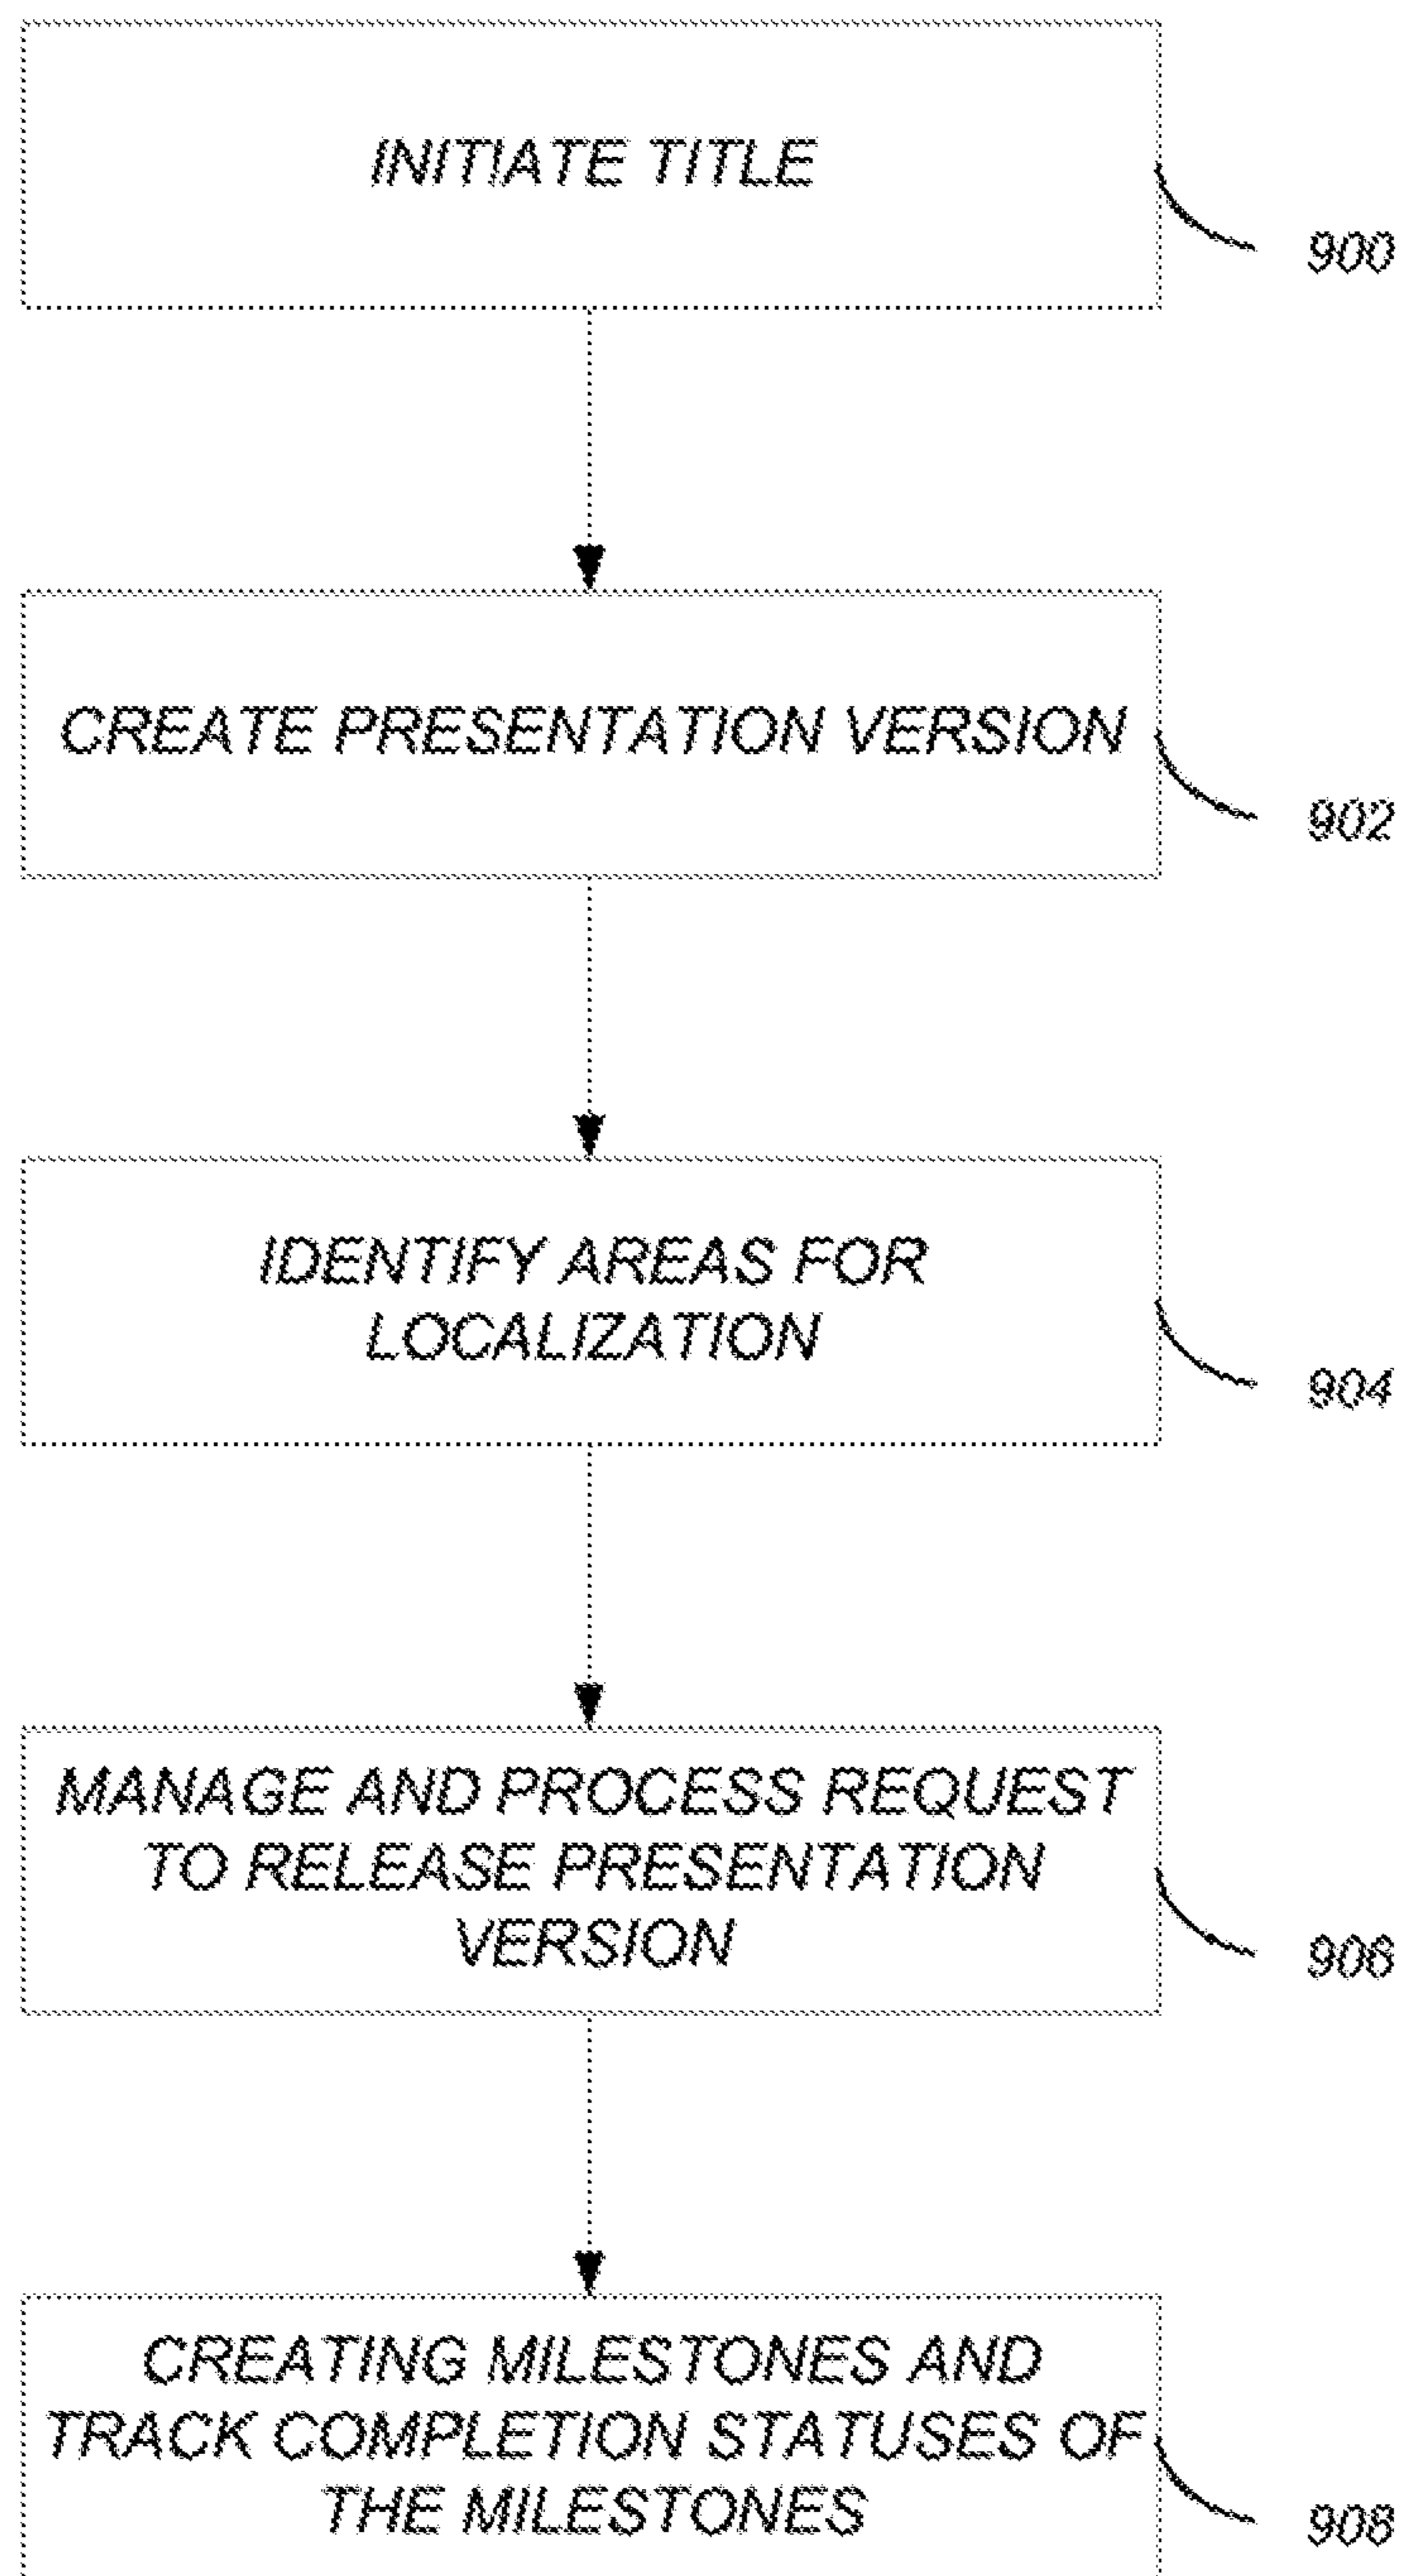 INITIATE TITLE
900
CREATE PRESENTATION VERSION
902
IDENTIFY AREAS FOR
LOCALIZATION
904
MANAGE AND PROCESS REQUEST
TO RELEASE PRESENTATION
VERSION
906
CREATING MILESTONES AND
TRACK COMPLETION STATUSES OF
THE MILESTONES
908